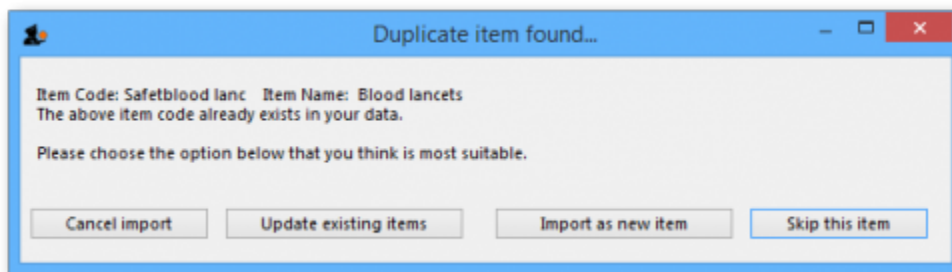 Duplicate item found...
Item Code: Safetblood lanc Item Name: Blood lancets
The above item code already exists in your data.
Please choose the option below that you think is most suitable.
Cancel import Update existing items Import as new item Skip this item